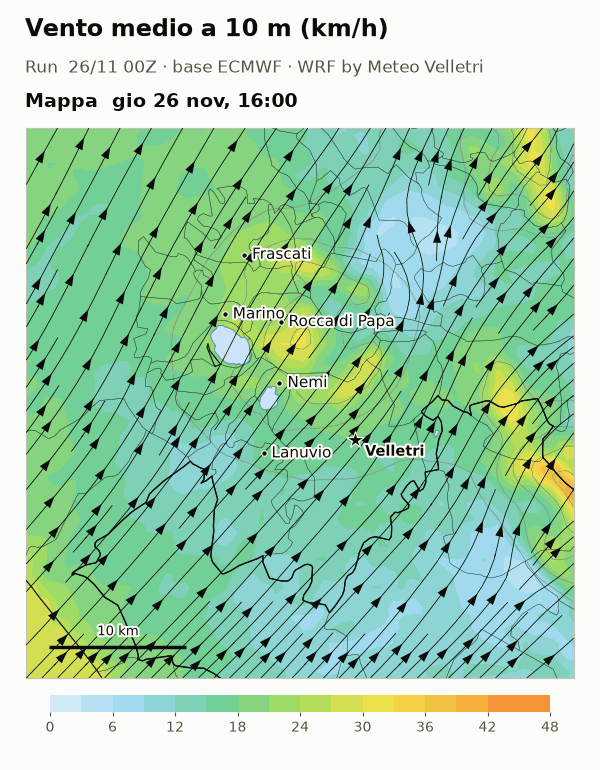 Vento medio a 10 m (km/h)
Run 26/11 00Z · base ECMWF · WRF by Meteo Velletri
Mappa gio 26 nov, 16:00
Frascati
Marino
Rocca di Papa
Nemi
Velletri
Lanuvio
10 km
0 6 12 18 24 30 36 42 48